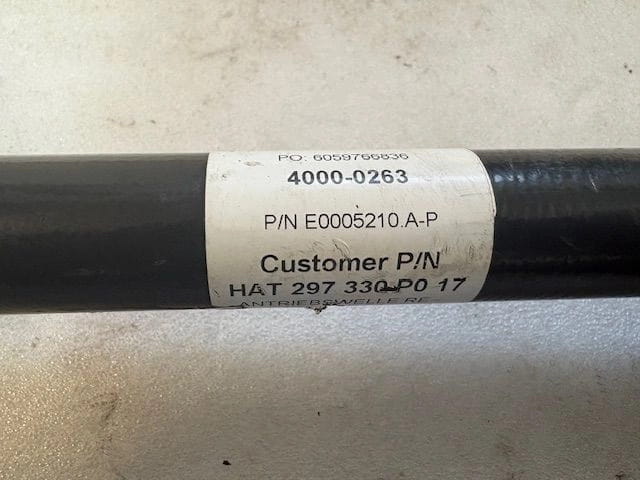 PO: 6059766836
4000-0263
P/N E0005210.A-P
Customer P/N
HAT 297 330-P0 17
ANTRIEBSWELLE RE